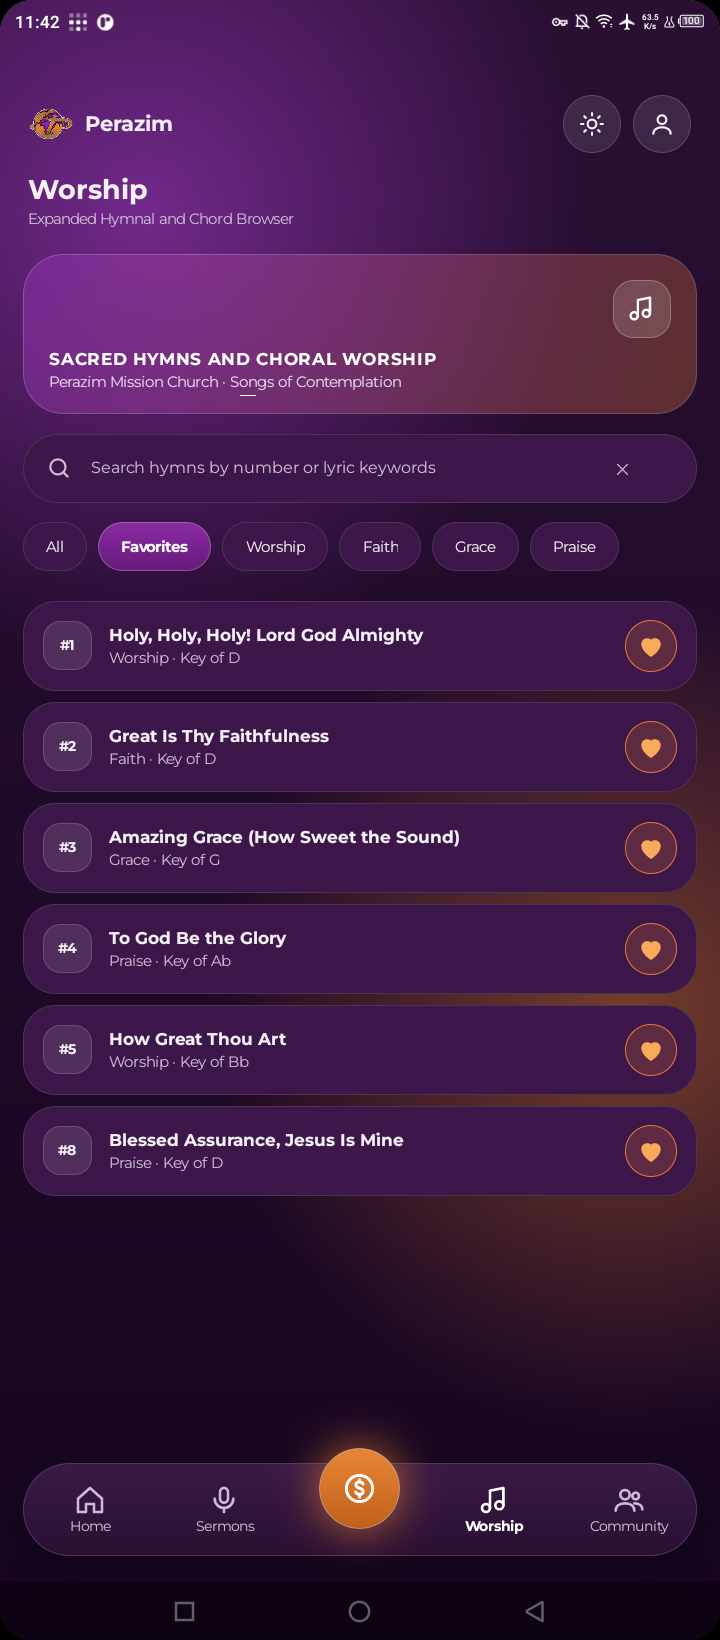 11:42
63.5
K/s
100
Perazim
Worship
Expanded Hymnal and Chord Browser
SACRED HYMNS AND CHORAL WORSHIP
Perazim Mission Church · Songs of Contemplation
Search hymns by number or lyric keywords
All
Favorites
Worship
Faith
Grace
Praise
#1
Holy, Holy, Holy! Lord God Almighty
Worship · Key of D
#2
Great Is Thy Faithfulness
Faith · Key of D
#3
Amazing Grace (How Sweet the Sound)
Grace · Key of G
#4
To God Be the Glory
Praise · Key of Ab
#5
How Great Thou Art
Worship · Key of Bb
#8
Blessed Assurance, Jesus Is Mine
Praise · Key of D
Home
Sermons
Worship
Community